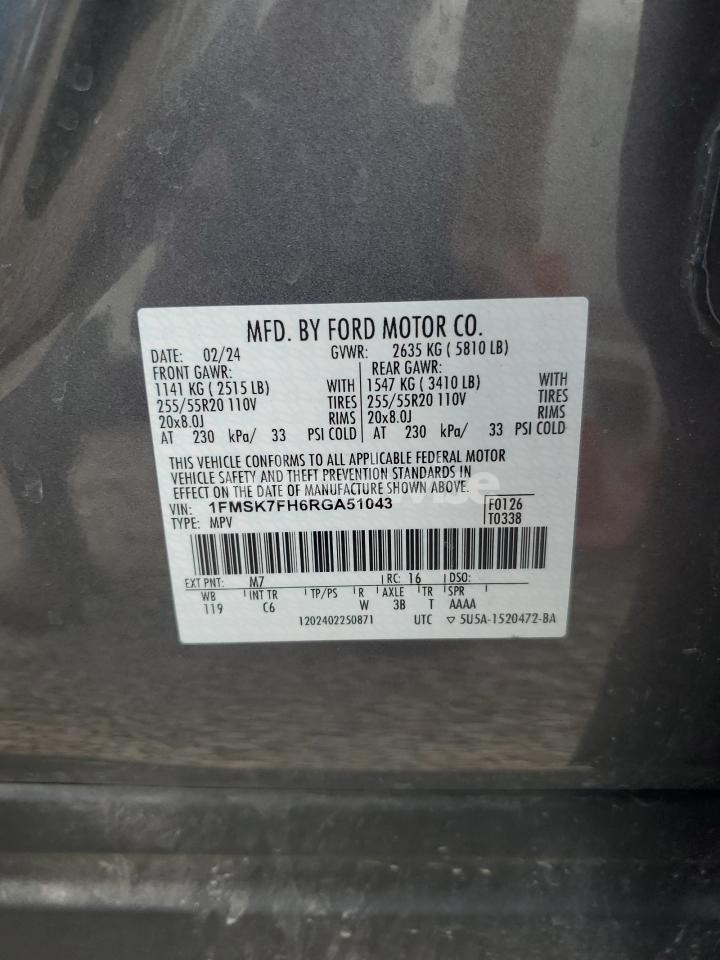 MFD. BY FORD MOTOR CO.
DATE: 02/24 GVWR: 2635 KG ( 5810 LB)
FRONT GAWR: REAR GAWR:
1141 KG ( 2515 LB) WITH 1547 KG ( 3410 LB) WITH
255/55R20 110V TIRES 255/55R20 110V TIRES
20x8.0J RIMS 20x8.0J RIMS
AT 230 kPa/ 33 PSI COLD AT 230 kPa/ 33 PSI COLD
THIS VEHICLE CONFORMS TO ALL APPLICABLE FEDERAL MOTOR
VEHICLE SAFETY AND THEFT PREVENTION STANDARDS IN
EFFECT ON THE DATE OF MANUFACTURE SHOWN ABOVE.
VIN: 1FMSK7FH6RGA51043 F0126
TYPE: MPV T0338
EXT PNT: M7 RC: 16 DSO:
WB INT TR TP/PS R AXLE TR SPR
119 C6 W 3B T AAAA
1202402250871 UTC ▽ 5U5A-1520472-BA